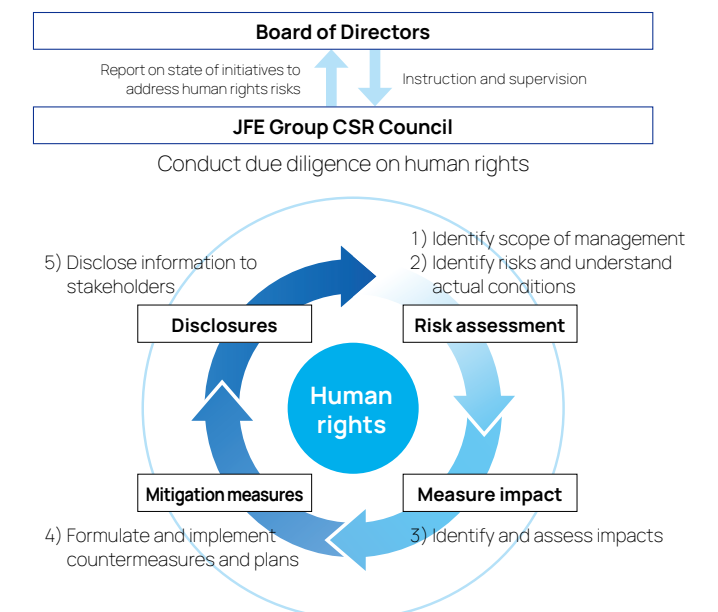 Board of Directors
Report on state of initiatives to
address human rights risks
Instruction and supervision
JFE Group CSR Council
Conduct due diligence on human rights
1) Identify scope of management
2) Identify risks and understand
actual conditions
5) Disclose information to
stakeholders
Disclosures
Risk assessment
Human
rights
Mitigation measures
Measure impact
4) Formulate and implement
countermeasures and plans
3) Identify and assess impacts